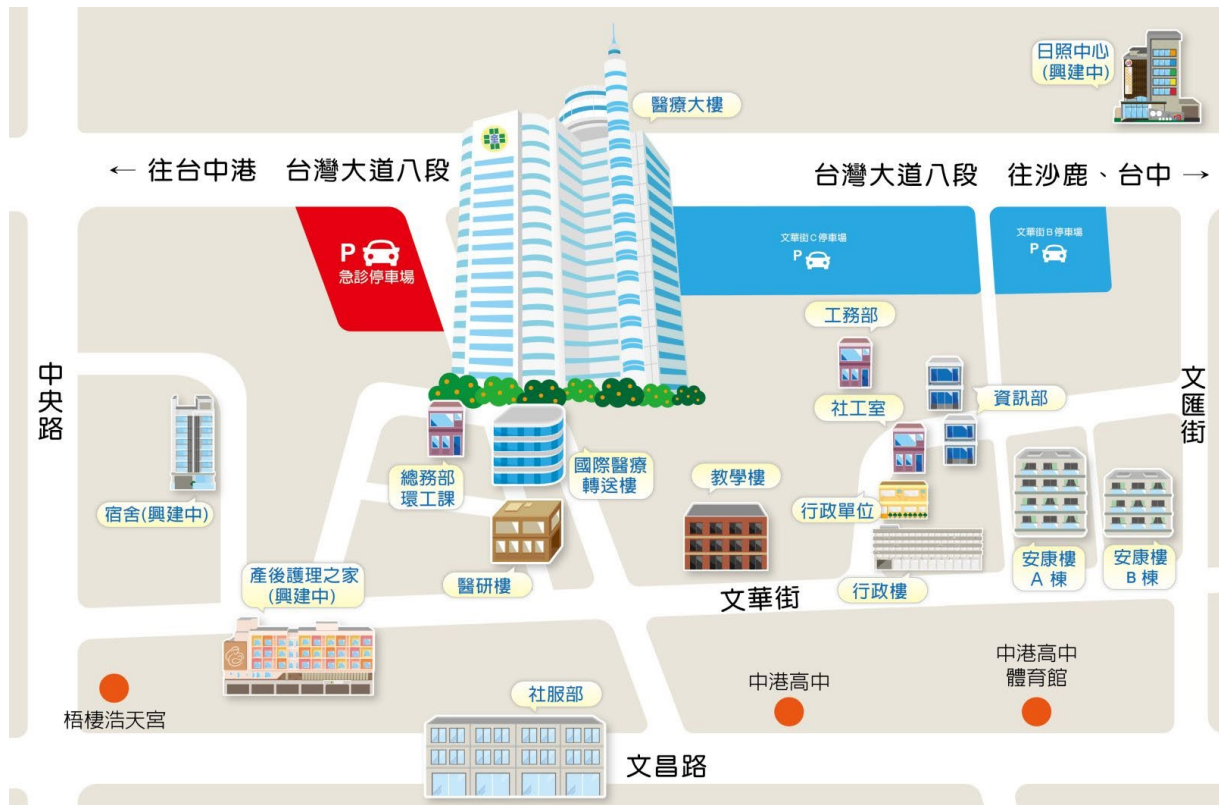 日照中心
(興建中)
醫療大樓
← 往台中港 台灣大道八段
台灣大道八段 往沙鹿、台中 →
P
急診停車場
文華街C停車場
P
文華街B停車場
P
工務部
中央路
文匯街
社工室
資訊部
總務部
環工課
國際醫療
轉送樓
教學樓
行政單位
宿舍(興建中)
產後護理之家
(興建中)
醫研樓
文華街
行政樓
安康樓
A 棟
安康樓
B 棟
中港高中
體育館
中港高中
社服部
梧棲浩天宮
文昌路